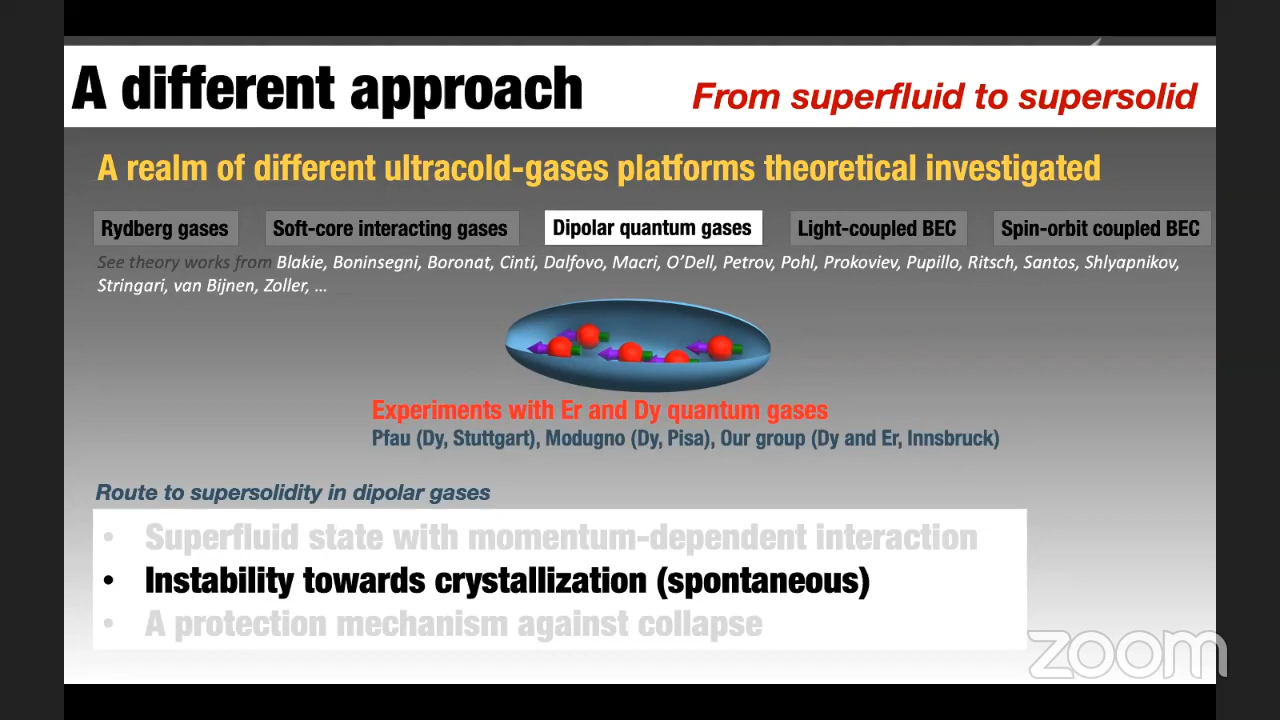 A different approach
From superfluid to supersolid
A realm of different ultracold-gases platforms theoretical investigated
Rydberg gases
Soft-core interacting gases
Dipolar quantum gases
Light-coupled BEC
Spin-orbit coupled BEC
See theory works from Blakie, Boninsegni, Boronat, Cinti, Dalfovo, Macri, O'Dell, Petrov, Pohl, Prokoviev, Pupillo, Ritsch, Santos, Shlyapnikov,
Stringari, van Bijnen, Zoller, ...
Experiments with Er and Dy quantum gases
Pfau (Dy, Stuttgart), Modugno (Dy, Pisa), Our group (Dy and Er, Innsbruck)
Route to supersolidity in dipolar gases
• Superfluid state with momentum-dependent interaction
• Instability towards crystallization (spontaneous)
• A protection mechanism against collapse
zoom